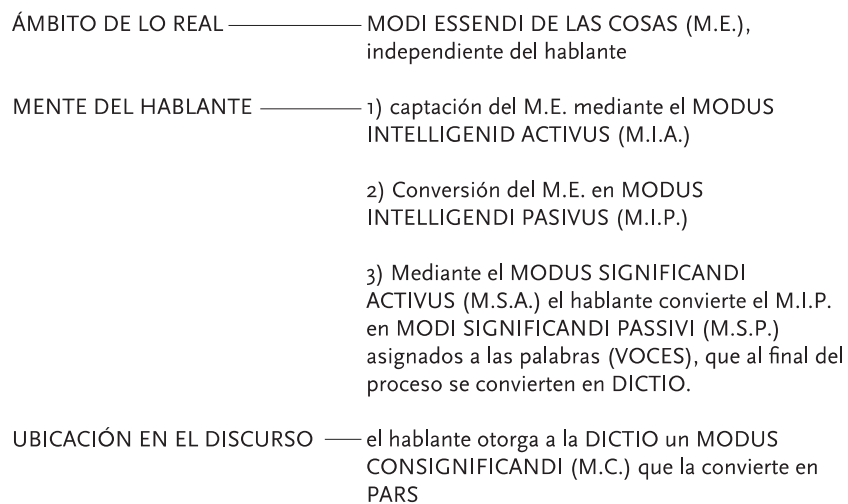 ÁMBITO DE LO REAL MODI ESSENDI DE LAS COSAS (M.E.),
independiente del hablante
MENTE DEL HABLANTE 1) captación del M.E. mediante el MODUS
INTELLIGENID ACTIVUS (M.I.A.)
2) Conversión del M.E. en MODUS
INTELLIGENDI PASIVUS (M.I.P.)
3) Mediante el MODUS SIGNIFICANDI
ACTIVUS (M.S.A.) el hablante convierte el M.I.P.
en MODI SIGNIFICANDI PASSIVI (M.S.P.)
asignados a las palabras (VOCES), que al final del
proceso se convierten en DICTIO.
UBICACIÓN EN EL DISCURSO el hablante otorga a la DICTIO un MODUS
CONSIGNIFICANDI (M.C.) que la convierte en
PARS